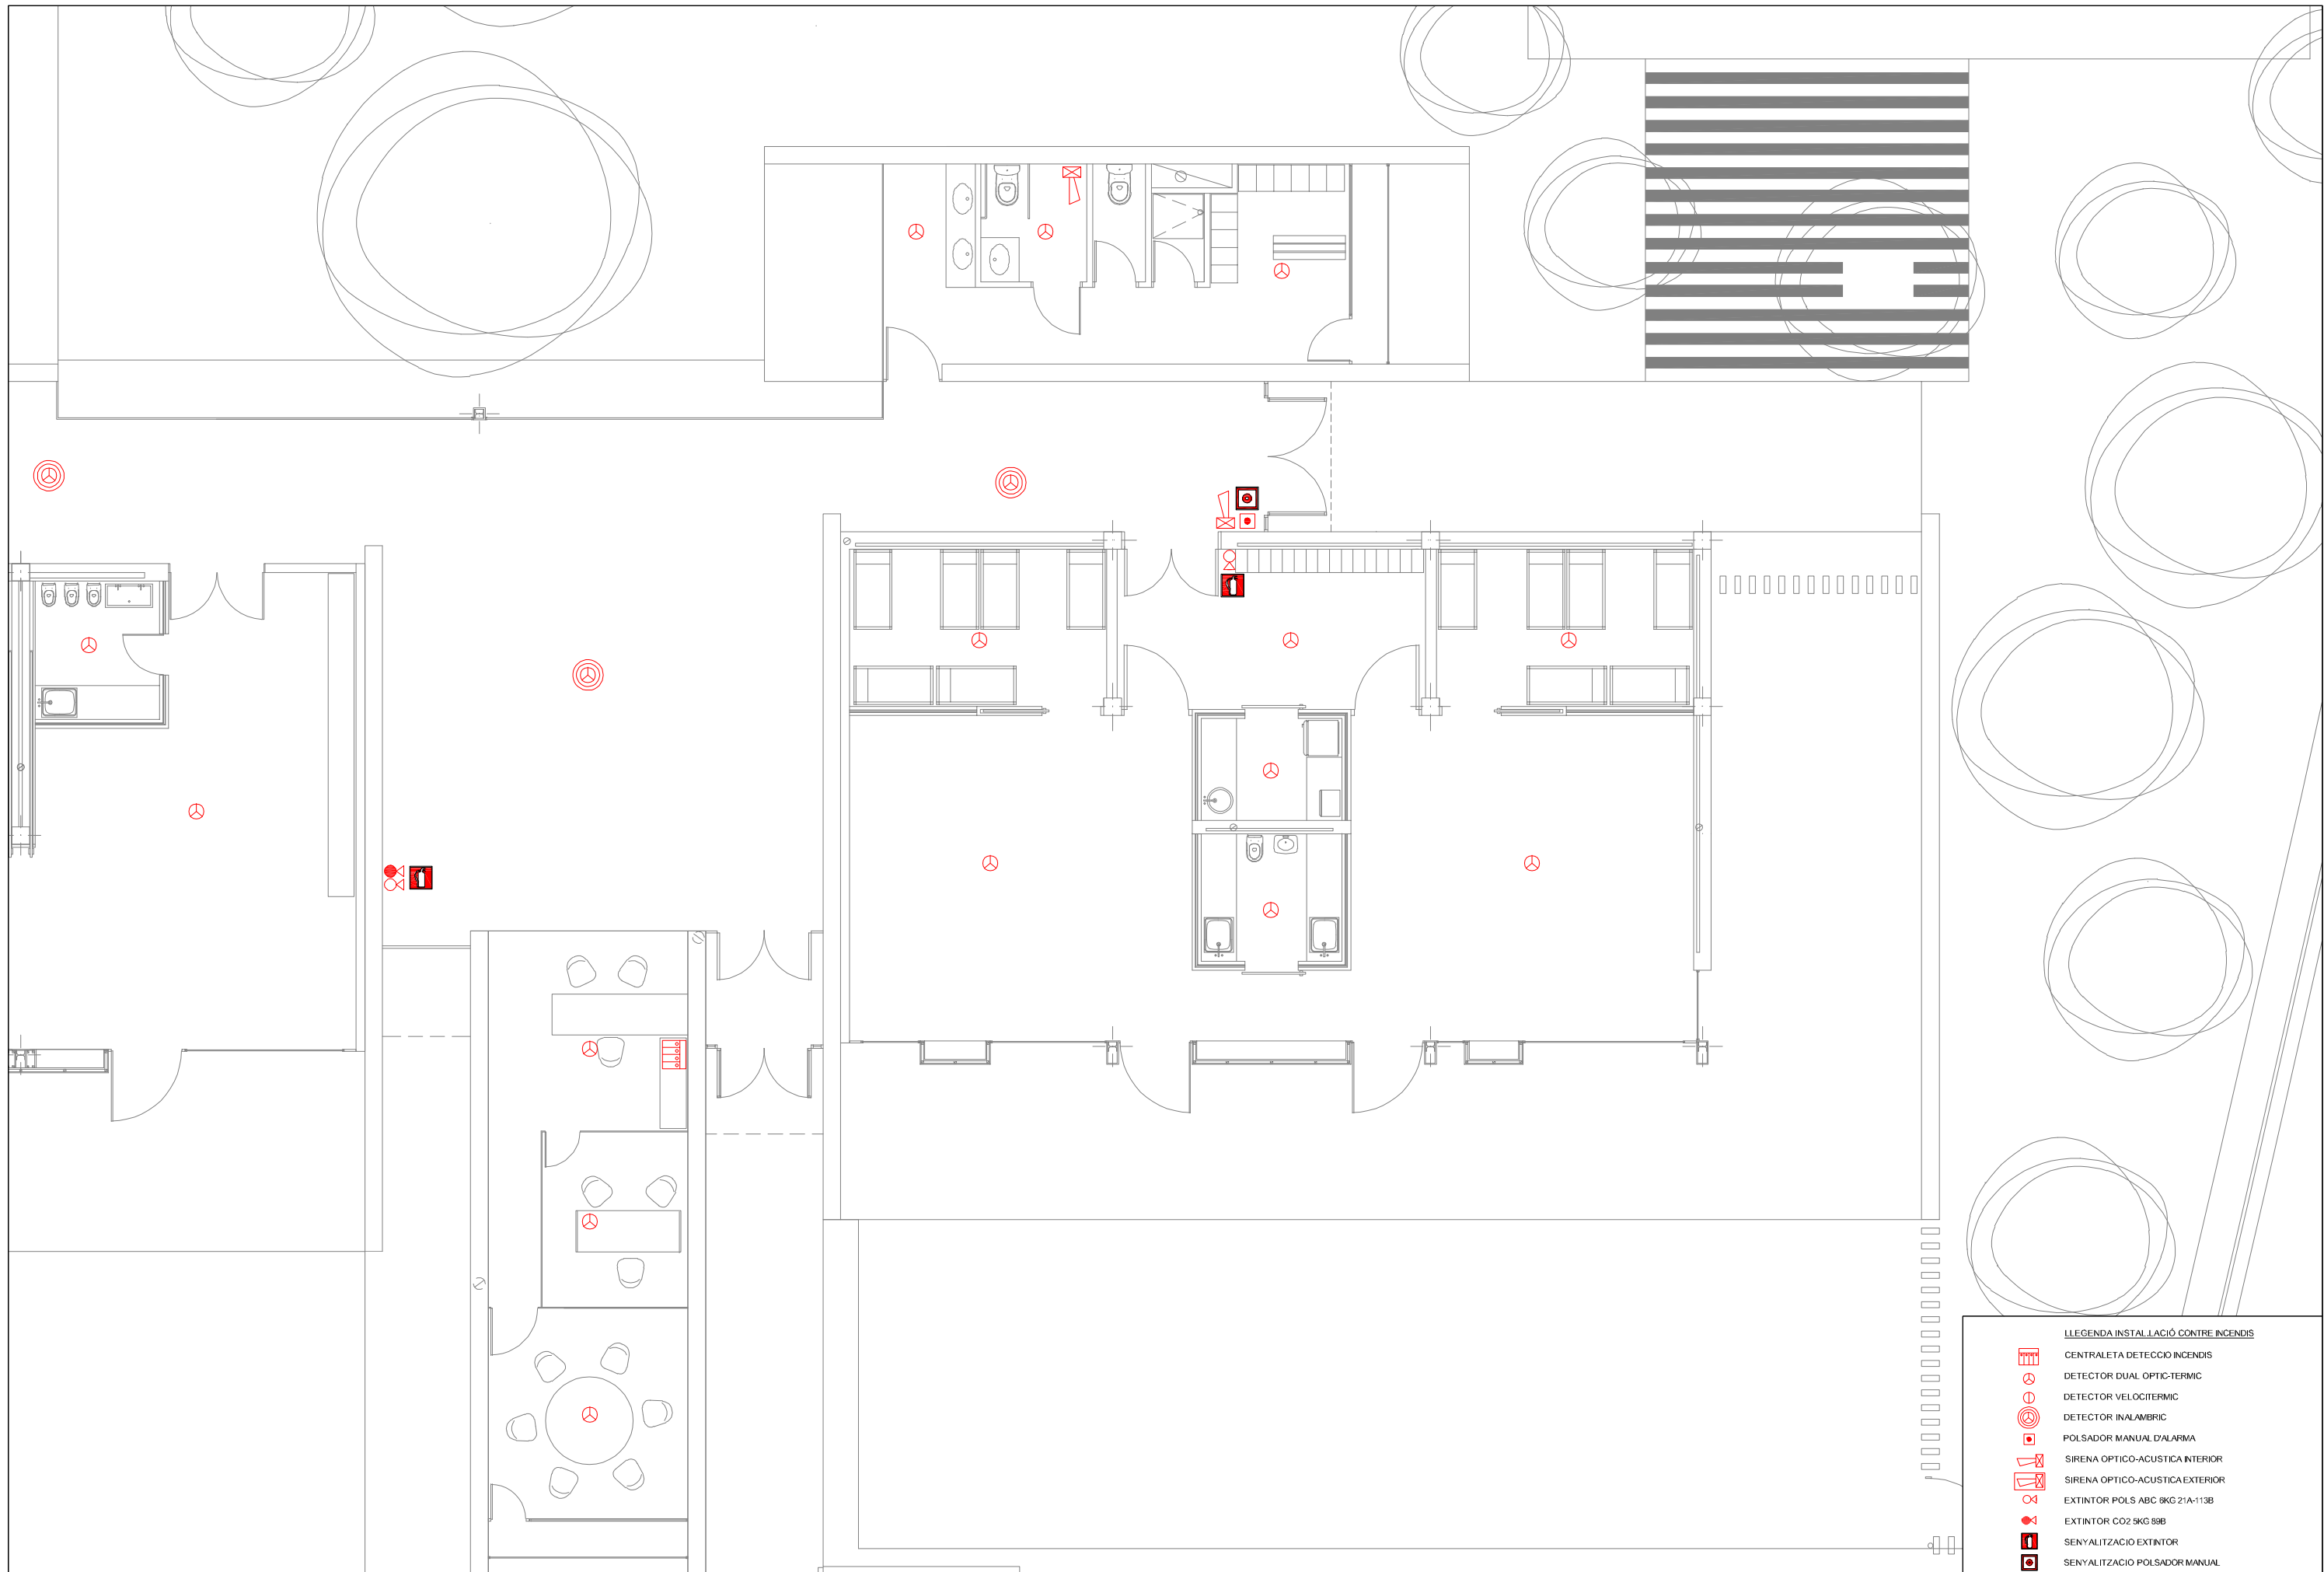 LLEGENDA INSTAL.LACIÓ CONTRE INCENDIS
CENTRALETA DETECCIO INCENDIS
DETECTOR DUAL OPTIC-TERMIC
DETECTOR VELOCITERMIC
DETECTOR INALAMBRIC
POLSADOR MANUAL D'ALARMA
SIRENA OPTICO-ACUSTICA INTERIOR
SIRENA OPTICO-ACUSTICA EXTERIOR
EXTINTOR POLS ABC 6KG 21A-113B
EXTINTOR CO2 5KG 89B
SENYALITZACIO EXTINTOR
SENYALITZACIO POLSADOR MANUAL